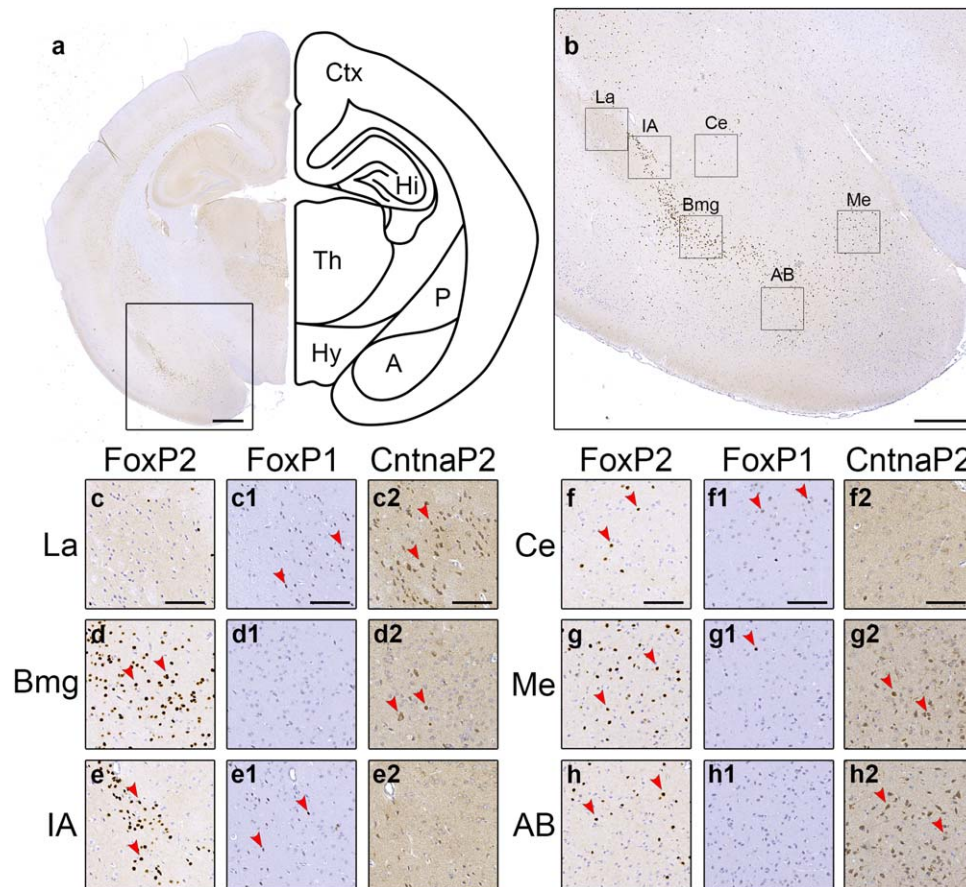 a
Ctx
Hi
Th
P
Hy
A
b
La
IA
Ce
Bmg
Me
AB
FoxP2 FoxP1 CntnaP2
La c c1 c2
Bmg d d1 d2
IA e e1 e2
FoxP2 FoxP1 CntnaP2
Ce f f1 f2
Me g g1 g2
AB h h1 h2